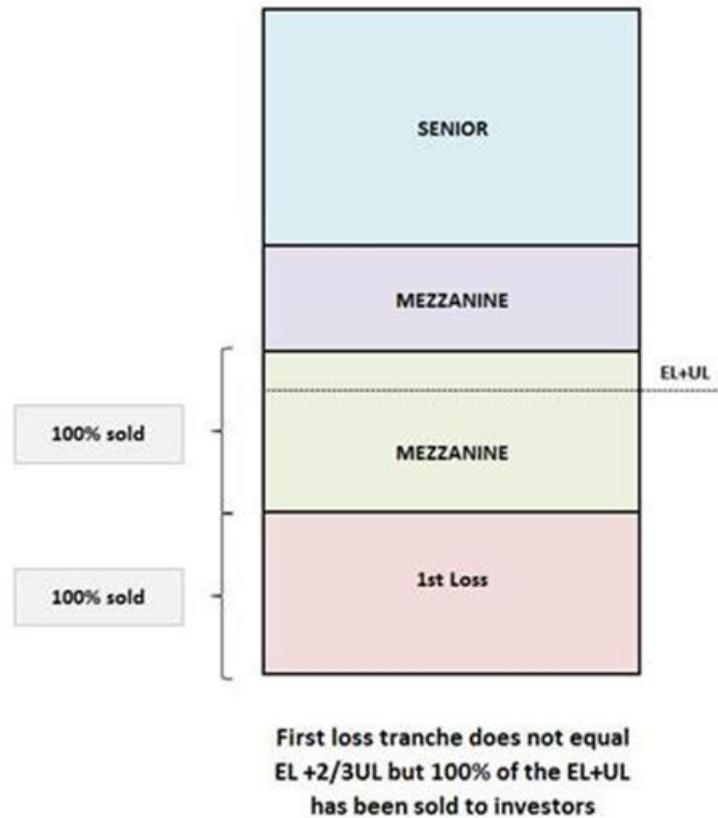 SENIOR
MEZZANINE
EL+UL
100% sold
MEZZANINE
100% sold
1st Loss
First loss tranche does not equal
EL +2/3UL but 100% of the EL+UL
has been sold to investors